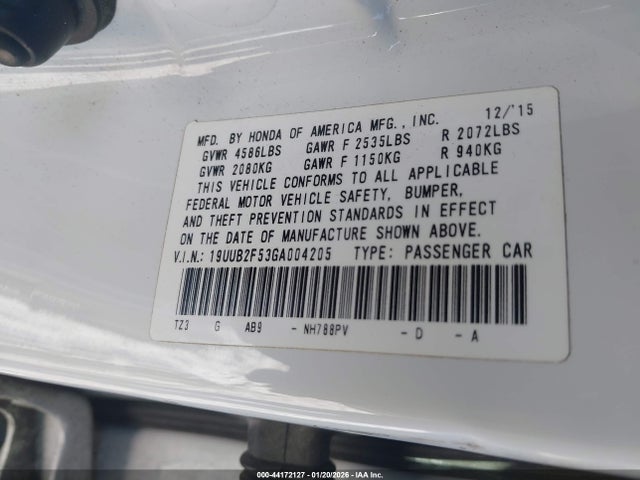 MFD. BY HONDA OF AMERICA MFG., INC. 12/'15
GVWR 4586LBS GAWR F 2535LBS R 2072LBS
GVWR 2080KG GAWR F 1150KG R 940KG
THIS VEHICLE CONFORMS TO ALL APPLICABLE
FEDERAL MOTOR VEHICLE SAFETY, BUMPER,
AND THEFT PREVENTION STANDARDS IN EFFECT
ON THE DATE OF MANUFACTURE SHOWN ABOVE.
V.I.N.: 19UUB2F53GA004205 TYPE: PASSENGER CAR
TZ3 G AB9 - NH788PV - D - A
000-44172127 - 01/20/2026 - IAA Inc.